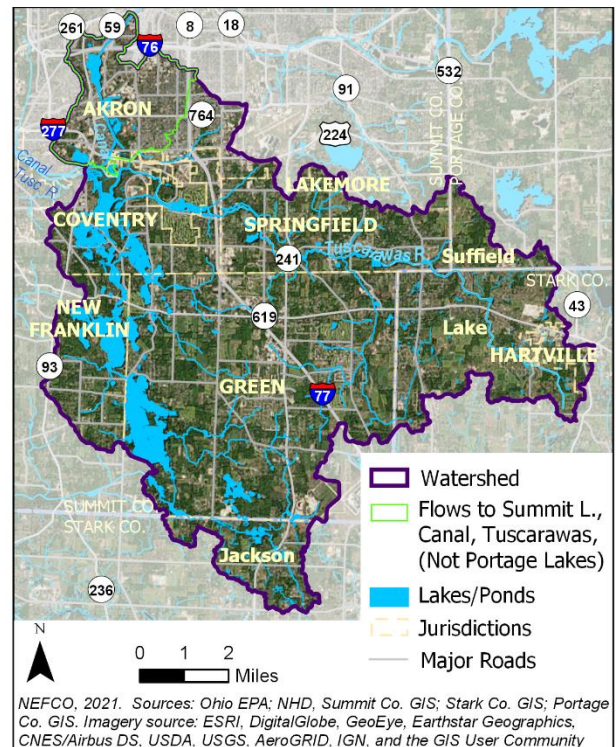 261
59
8
18
76
532
AKRON
91
764
277
224
SUMMIT CO.
PORTAGE CO.
Canal
Canal
Tusc. R.
LAKEMORE
COVENTRY
SPRINGFIELD
Tuscarawas R.
Suffield
241
STARK CO.
NEW
FRANKLIN
619
43
Lake
HARTVILLE
93
GREEN
77
SUMMIT CO.
STARK CO.
Jackson
236
Watershed
Flows to Summit L.,
Canal, Tuscarawas,
(Not Portage Lakes)
Lakes/Ponds
Jurisdictions
Major Roads
N
0 1 2
Miles
NEFCO, 2021. Sources: Ohio EPA; NHD, Summit Co. GIS; Stark Co. GIS; Portage
Co. GIS. Imagery source: ESRI, DigitalGlobe, GeoEye, Earthstar Geographics,
CNES/Airbus DS, USDA, USGS, AeroGRID, IGN, and the GIS User Community